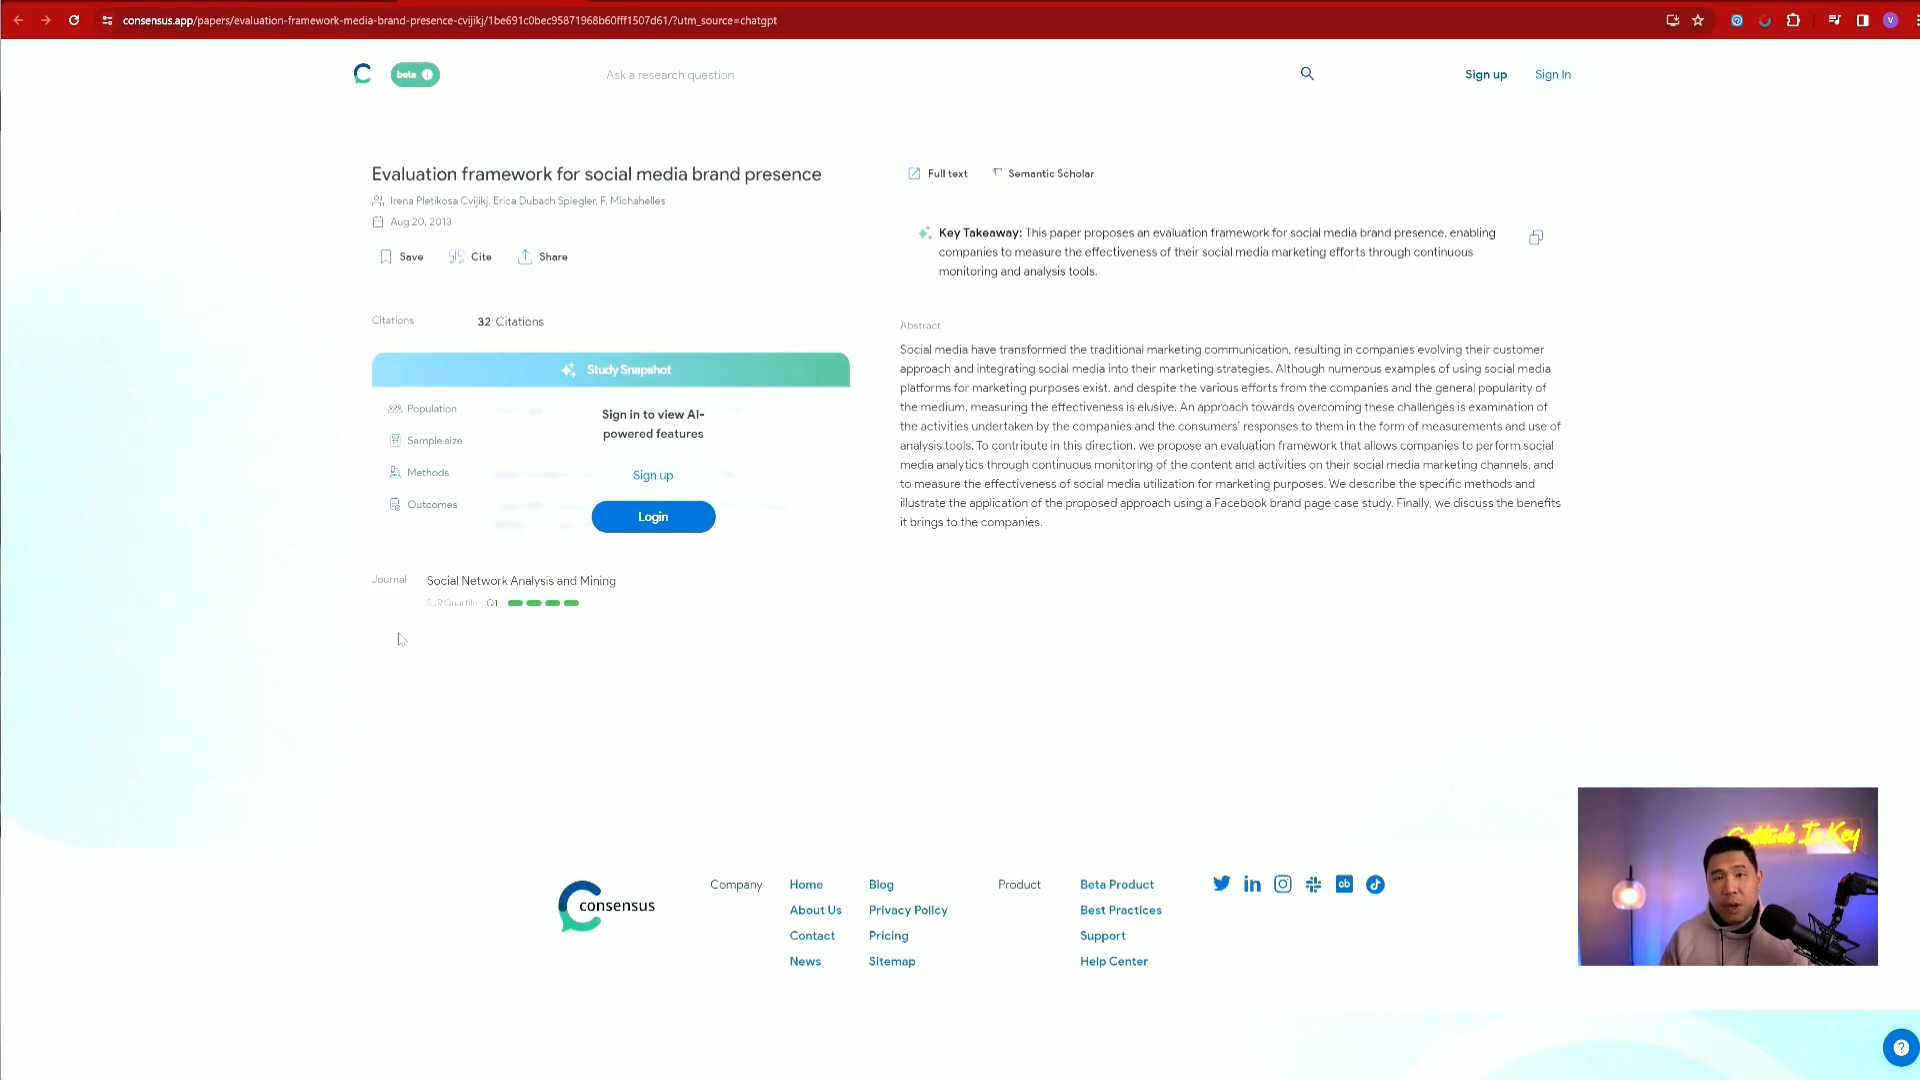 consensus.app/papers/evaluation-framework-media-brand-presence-cvijikj/1be691c0bec95871968b60fff1507d61/?utm_source=chatgpt
V
beta
Ask a research question
Sign up
Sign In
Evaluation framework for social media brand presence
Irena Pletikosa Cvijikj, Erica Dubach Spiegler, F. Michahelles
Aug 20, 2013
Save
Cite
Share
Citations
32 Citations
Study Snapshot
Population
Sample size
Methods
Outcomes
Sign in to view AI-
powered features
Sign up
Login
Journal
Social Network Analysis and Mining
SJR Quartile
Q1
Full text
Semantic Scholar
Key Takeaway: This paper proposes an evaluation framework for social media brand presence, enabling
companies to measure the effectiveness of their social media marketing efforts through continuous
monitoring and analysis tools.
Abstract
Social media have transformed the traditional marketing communication, resulting in companies evolving their customer
approach and integrating social media into their marketing strategies. Although numerous examples of using social media
platforms for marketing purposes exist, and despite the various efforts from the companies and the general popularity of
the medium, measuring the effectiveness is elusive. An approach towards overcoming these challenges is examination of
the activities undertaken by the companies and the consumers' responses to them in the form of measurements and use of
analysis tools. To contribute in this direction, we propose an evaluation framework that allows companies to perform social
media analytics through continuous monitoring of the content and activities on their social media marketing channels, and
to measure the effectiveness of social media utilization for marketing purposes. We describe the specific methods and
illustrate the application of the proposed approach using a Facebook brand page case study. Finally, we discuss the benefits
it brings to the companies.
Gratitude Is Key
consensus
Company
Home
About Us
Contact
News
Blog
Privacy Policy
Pricing
Sitemap
Product
Beta Product
Best Practices
Support
Help Center
in
cb
?